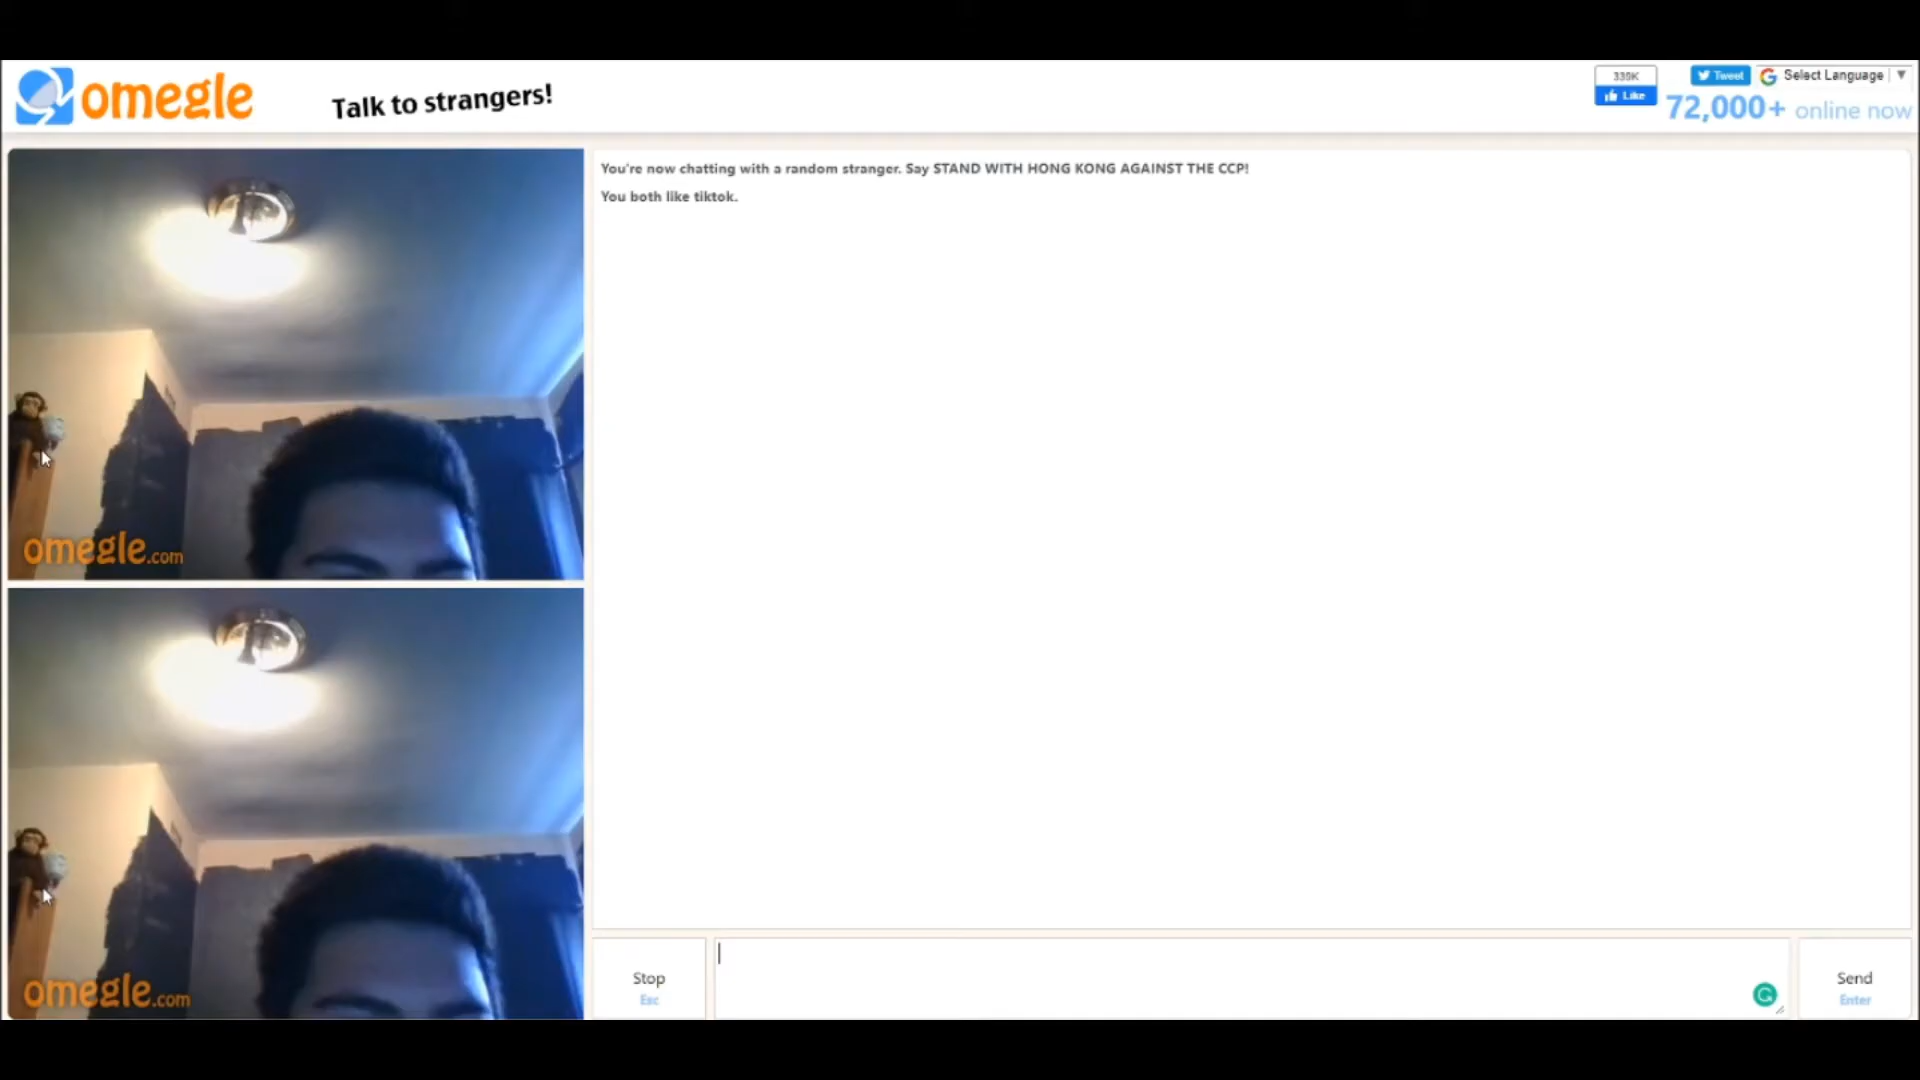 omegle
Talk to strangers!
339K
Like
Tweet
Select Language
72,000+ online now
You're now chatting with a random stranger. Say STAND WITH HONG KONG AGAINST THE CCP!
You both like tiktok.
omegle.com
omegle.com
Stop
Esc
Send
Enter